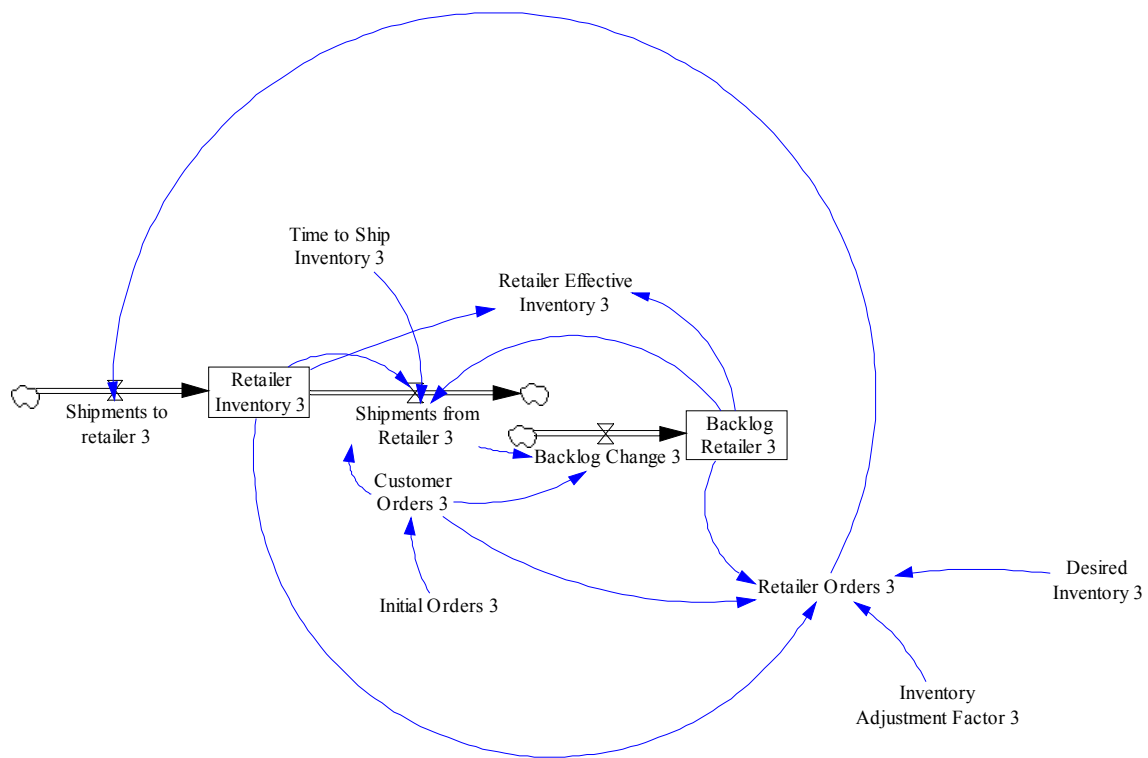 Time to Ship
Inventory 3
Retailer Effective
Inventory 3
Retailer
Inventory 3
Shipments to
retailer 3
Shipments from
Retailer 3
Backlog
Retailer 3
Backlog Change 3
Customer
Orders 3
Initial Orders 3
Retailer Orders 3
Desired
Inventory 3
Inventory
Adjustment Factor 3